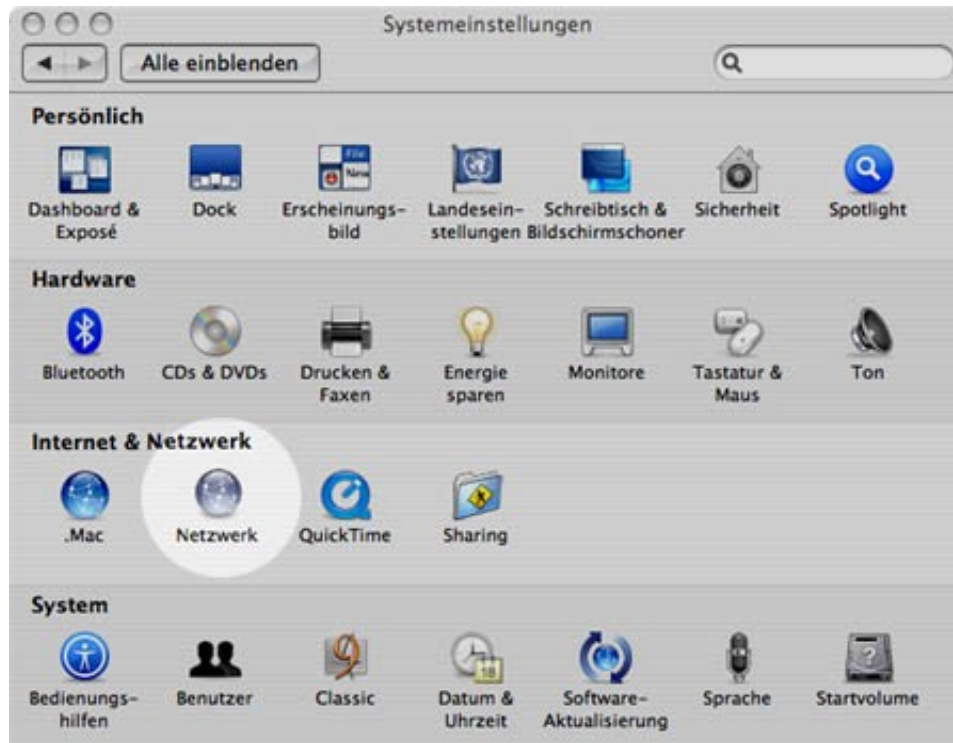 Systemeinstellungen
Alle einblenden
Persönlich
Dashboard &
Exposé
Dock
Erscheinungs-
bild
Landesein-
stellungen
Schreibtisch &
Bildschirmschoner
Sicherheit
Spotlight
Hardware
Bluetooth
CDs & DVDs
Drucken &
Faxen
Energie
sparen
Monitore
Tastatur &
Maus
Ton
Internet & Netzwerk
.Mac
Netzwerk
QuickTime
Sharing
System
Bedienungs-
hilfen
Benutzer
Classic
Datum &
Uhrzeit
Software-
Aktualisierung
Sprache
Startvolume